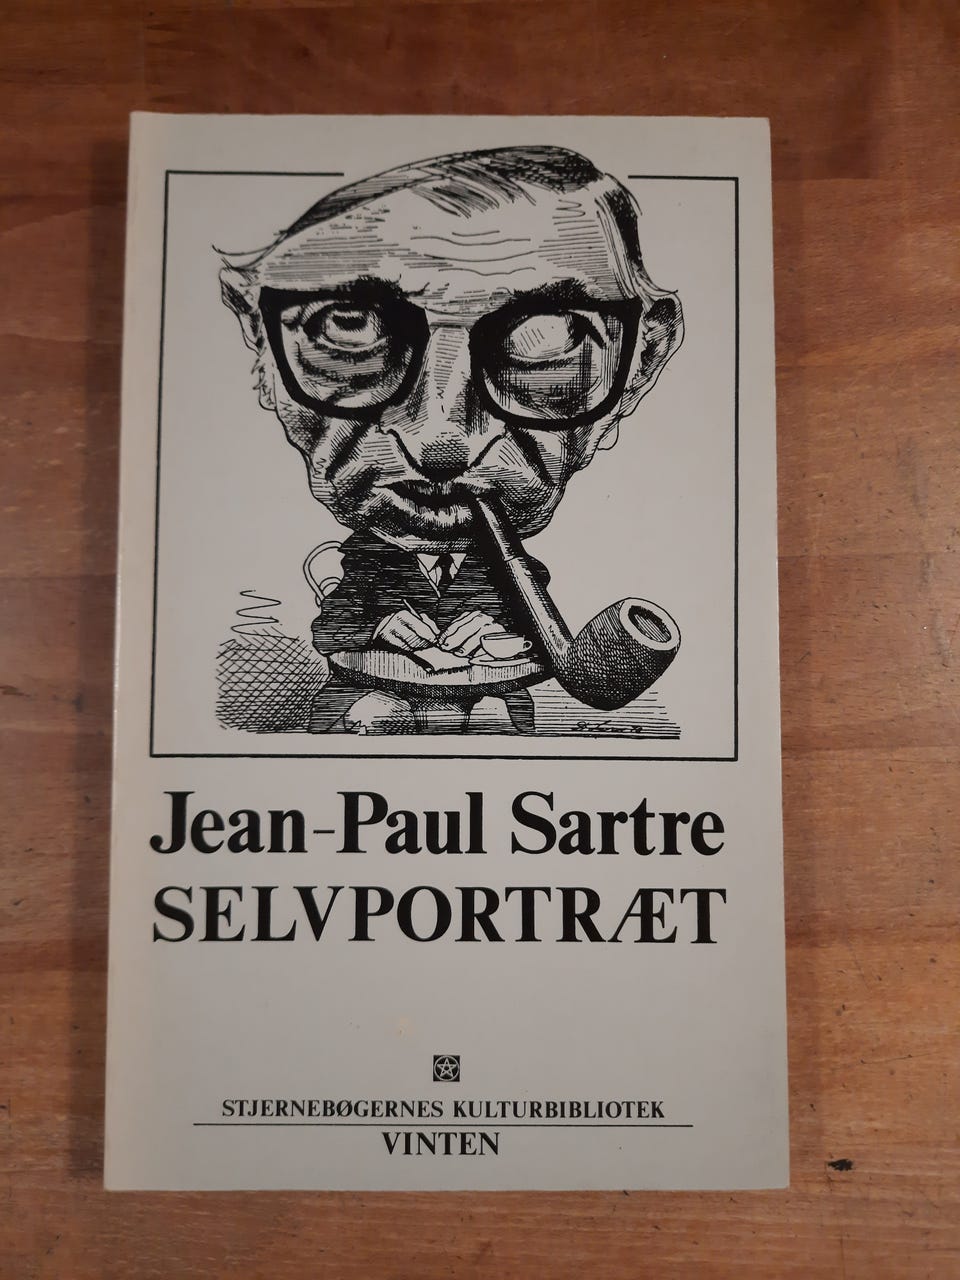 Jean-Paul Sartre
SELVPORTRÆT
STJERNEBØGERNES KULTURBIBLIOTEK
VINTEN